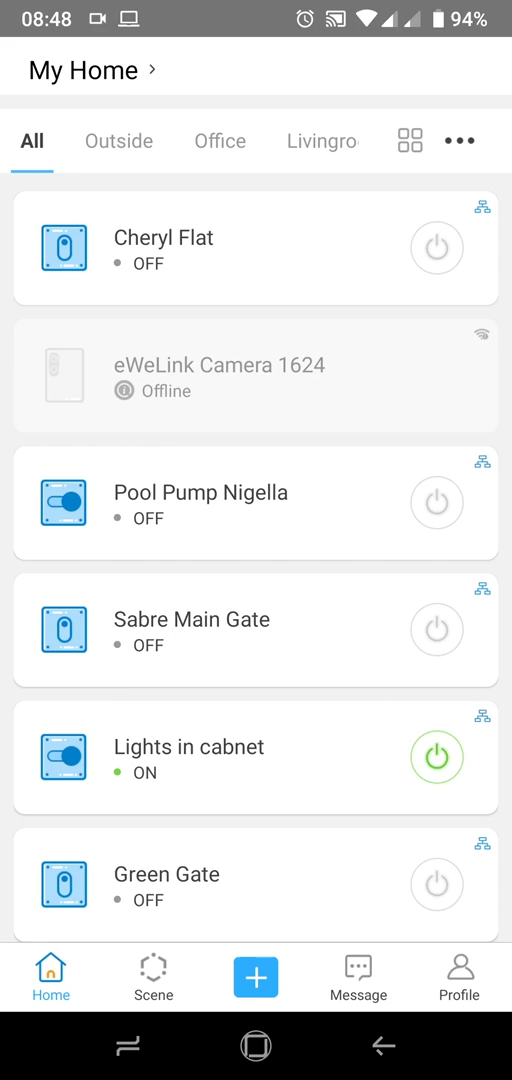 08:48 94%
My Home
All Outside Office Livingro
Cheryl Flat
OFF
eWeLink Camera 1624
Offline
Pool Pump Nigella
OFF
Sabre Main Gate
OFF
Lights in cabnet
ON
Green Gate
OFF
Home Scene Message Profile